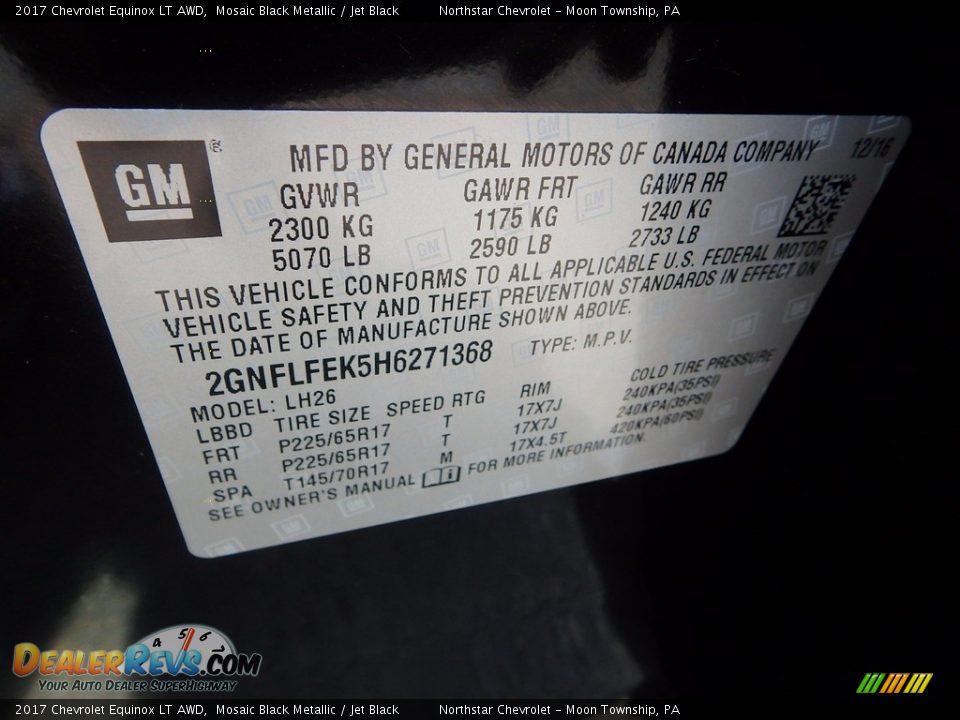 2017 Chevrolet Equinox LT AWD, Mosaic Black Metallic / Jet Black Northstar Chevrolet - Moon Township, PA
GM ®
MFD BY GENERAL MOTORS OF CANADA COMPANY 12/16
GVWR GAWR FRT GAWR RR
2300 KG 1175 KG 1240 KG
5070 LB 2590 LB 2733 LB
THIS VEHICLE CONFORMS TO ALL APPLICABLE U.S. FEDERAL MOTOR
VEHICLE SAFETY AND THEFT PREVENTION STANDARDS IN EFFECT ON
THE DATE OF MANUFACTURE SHOWN ABOVE.
2GNFLFEK5H6271368 TYPE: M.P.V.
MODEL: LH26
LBBD TIRE SIZE SPEED RTG RIM COLD TIRE PRESSURE
FRT P225/65R17 T 17X7J 240KPA(35PSI)
RR P225/65R17 T 17X7J 240KPA(35PSI)
SPA T145/70R17 M 17X4.5T 420KPA(60PSI)
SEE OWNER'S MANUAL i FOR MORE INFORMATION.
4 5 6
DEALERREVS.COM
YOUR AUTO DEALER SUPERHIGHWAY
2017 Chevrolet Equinox LT AWD, Mosaic Black Metallic / Jet Black Northstar Chevrolet - Moon Township, PA